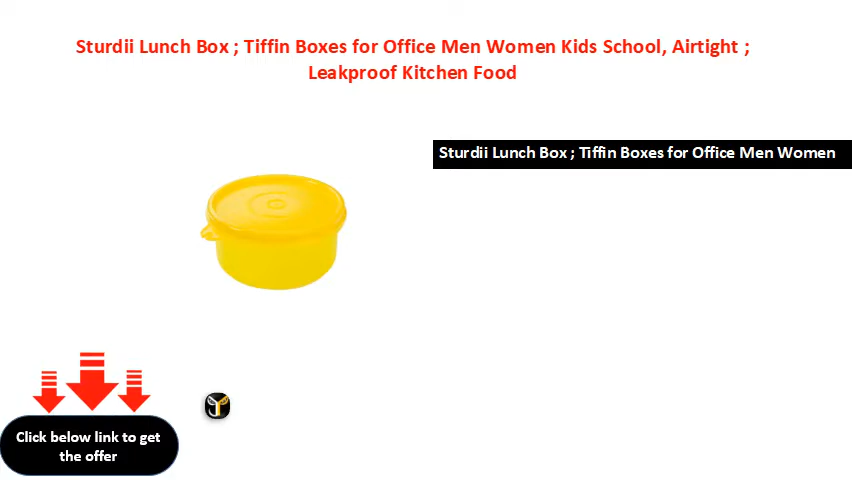 Sturdii Lunch Box ; Tiffin Boxes for Office Men Women Kids School, Airtight ;
Leakproof Kitchen Food
Sturdii Lunch Box ; Tiffin Boxes for Office Men Women
Click below link to get
the offer